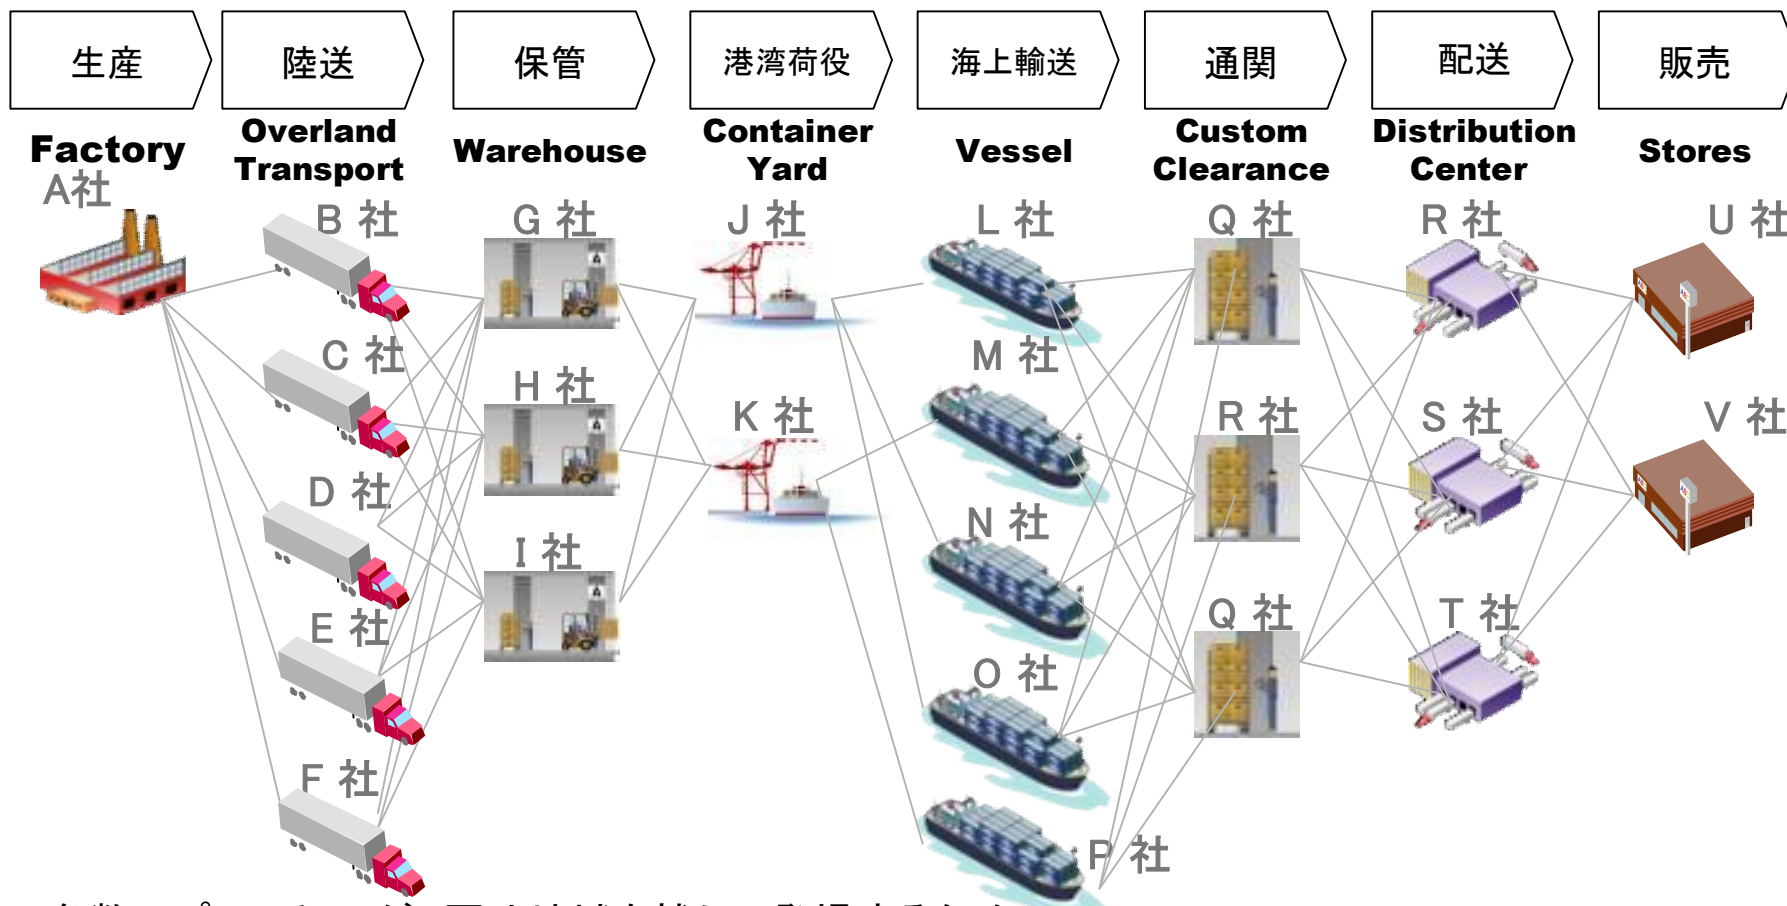 生産
陸送
保管
港湾荷役
海上輸送
通関
配送
販売
Factory
Overland
Transport
Warehouse
Container
Yard
Vessel
Custom
Clearance
Distribution
Center
Stores
A社
B 社
C 社
D 社
E 社
F 社
G 社
H 社
I 社
J 社
K 社
L 社
M 社
N 社
O 社
P 社
Q 社
R 社
Q 社
R 社
S 社
T 社
U 社
V 社